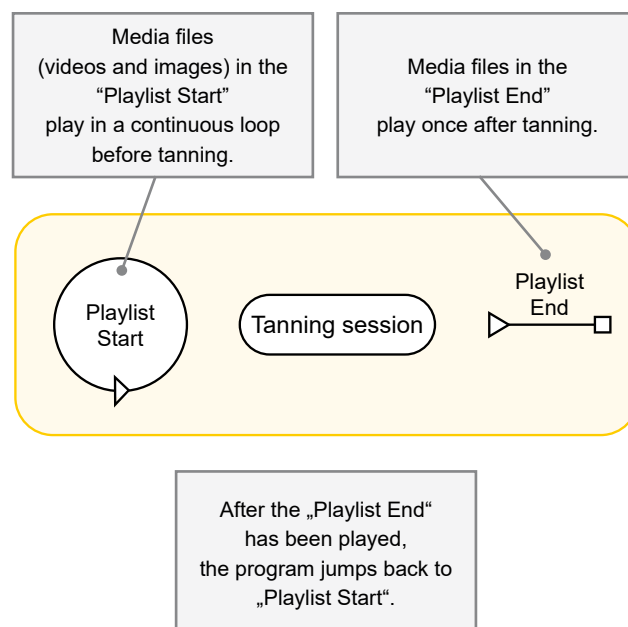 Media files
(videos and images) in the
“Playlist Start”
play in a continuous loop
before tanning.
Media files in the
“Playlist End”
play once after tanning.
Playlist
Start
Tanning session
Playlist
End
After the „Playlist End“
has been played,
the program jumps back to
„Playlist Start“.